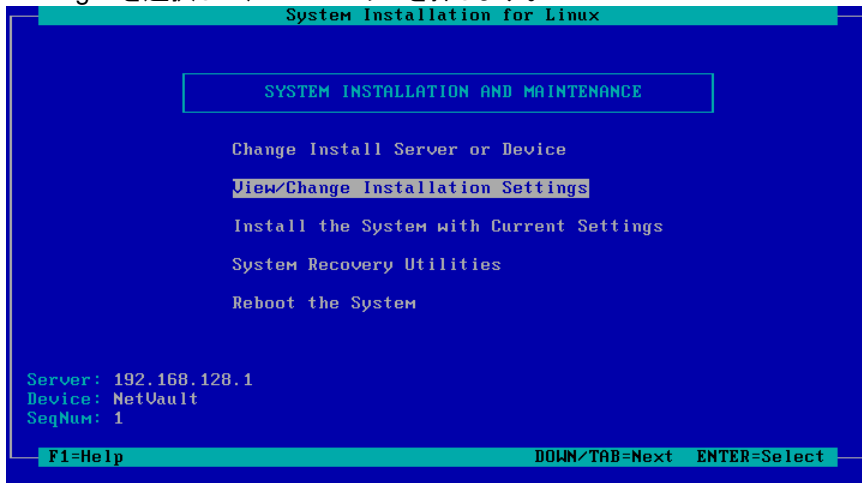 System Installation for Linux
SYSTEM INSTALLATION AND MAINTENANCE
Change Install Server or Device
View/Change Installation Settings
Install the System with Current Settings
System Recovery Utilities
Reboot the System
Server: 192.168.128.1
Device: NetVault
SeqNum: 1
F1=Help DOWN/TAB=Next ENTER=Select